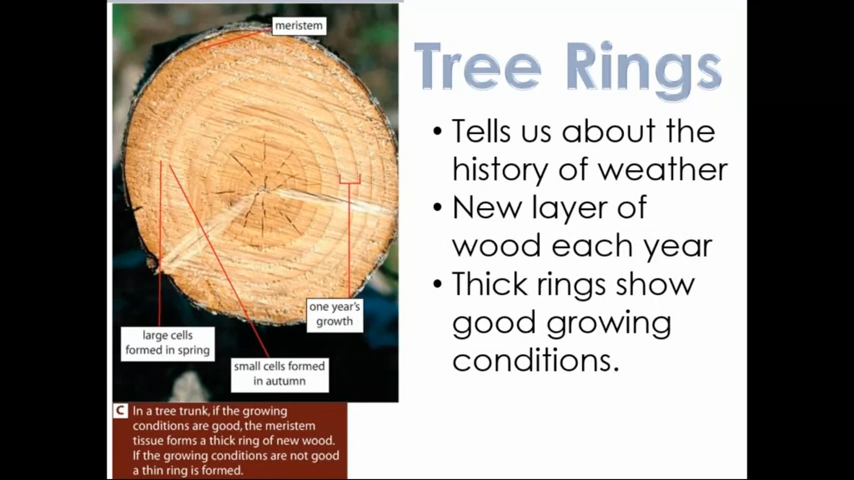 meristem
Tree Rings
• Tells us about the
history of weather
• New layer of
wood each year
• Thick rings show
good growing
conditions.
one year's
growth
large cells
formed in spring
small cells formed
in autumn
C In a tree trunk, if the growing
conditions are good, the meristem
tissue forms a thick ring of new wood.
If the growing conditions are not good
a thin ring is formed.